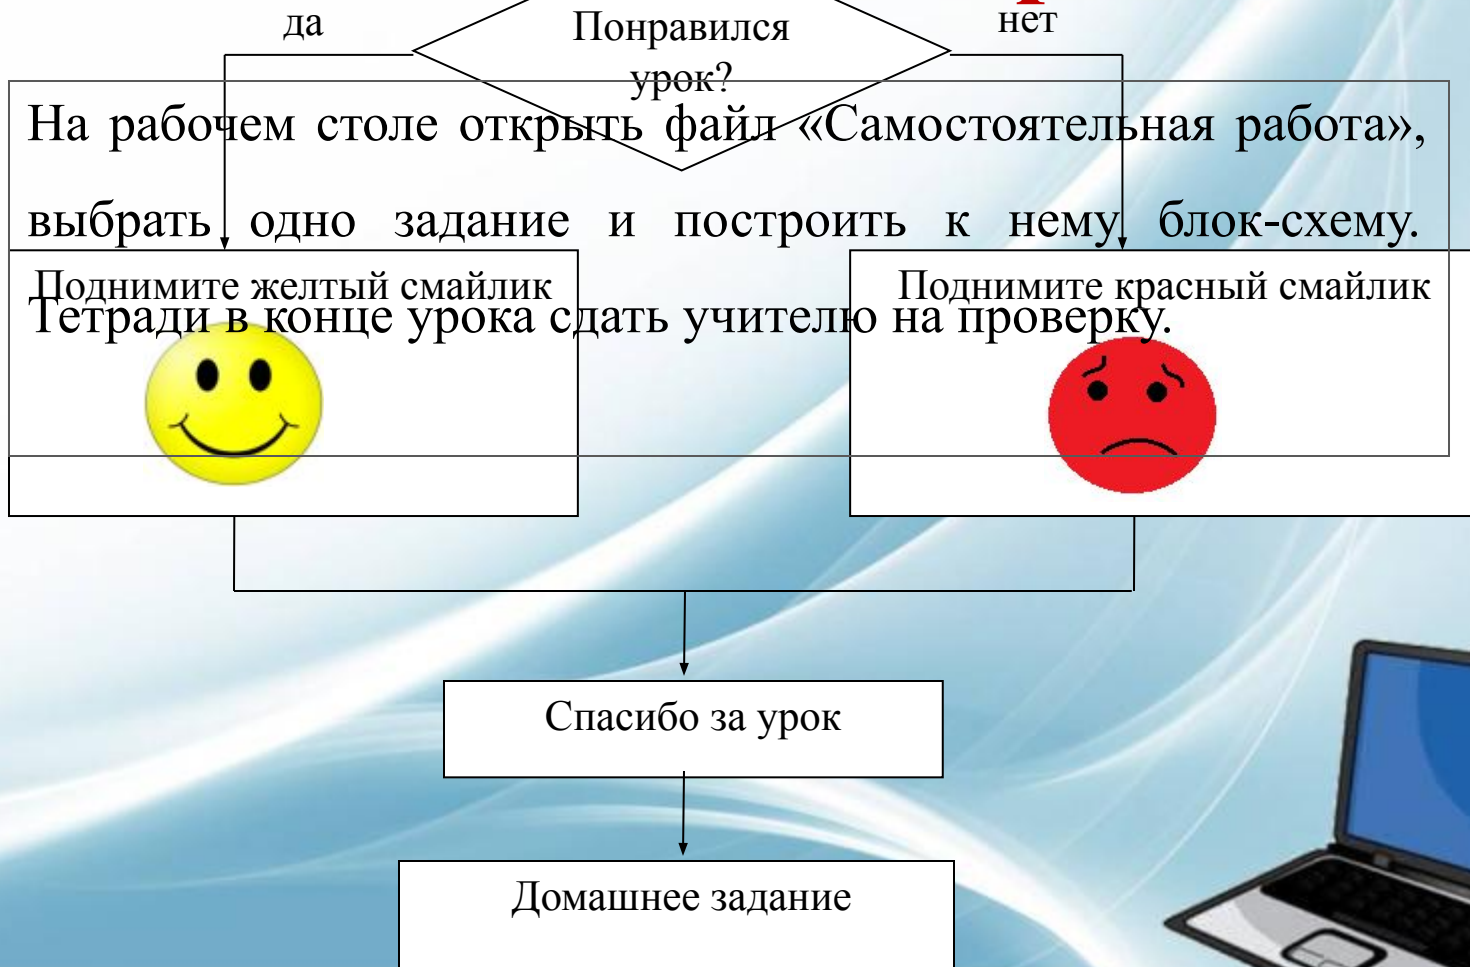 да
Понравился
нет
урок?
На рабочем столе открыть файл «Самостоятельная работа»,
выбрать одно задание и построить к нему блок-схему.
Поднимите желтый смайлик
Поднимите красный смайлик
Тетради в конце урока сдать учителю на проверку.
Спасибо за урок
Домашнее задание